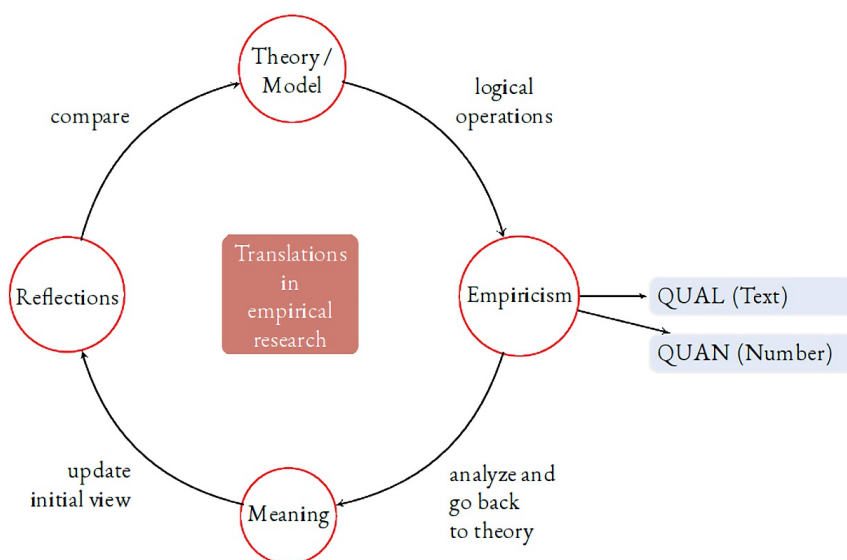 Theory /
Model
logical
operations
compare
Translations
in
empirical
research
Reflections
Empiricism
QUAL (Text)
QUAN (Number)
update
initial view
Meaning
analyze and
go back
to theory